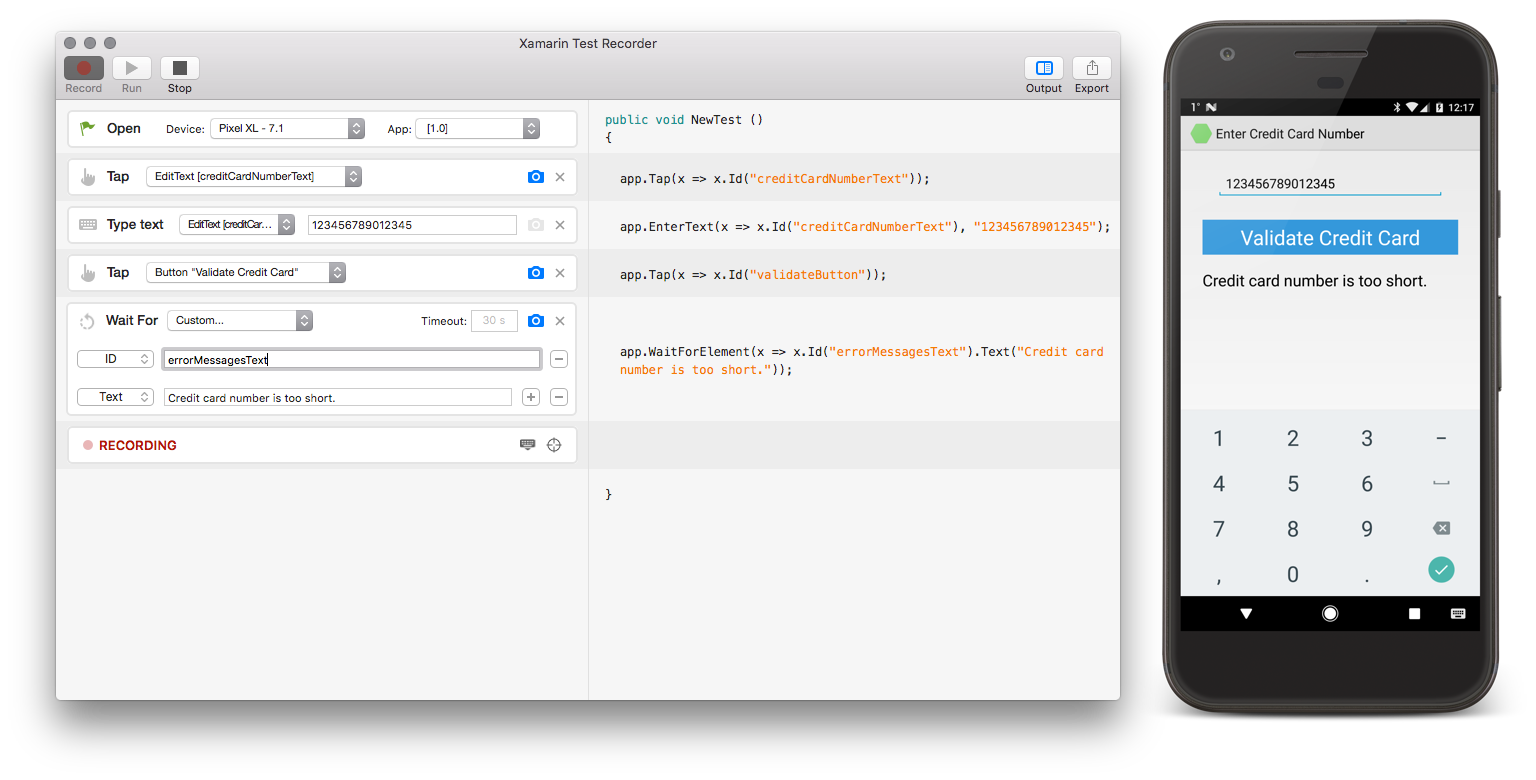 Xamarin Test Recorder
Record Run Stop Output Export
Open Device: Pixel XL - 7.1 App: [1.0]
Tap EditText [creditCardNumberText]
Type text EditText [creditCar... 123456789012345
Tap Button "Validate Credit Card"
Wait For Custom... Timeout: 30 s
ID errorMessagesText
Text Credit card number is too short.
RECORDING
public void NewTest ()
{
app.Tap(x => x.Id("creditCardNumberText"));
app.EnterText(x => x.Id("creditCardNumberText"), "123456789012345");
app.Tap(x => x.Id("validateButton"));
app.WaitForElement(x => x.Id("errorMessagesText").Text("Credit card
number is too short."));
}
1° 12:17
Enter Credit Card Number
123456789012345
Validate Credit Card
Credit card number is too short.
1 2 3 –
4 5 6
7 8 9
, 0 .